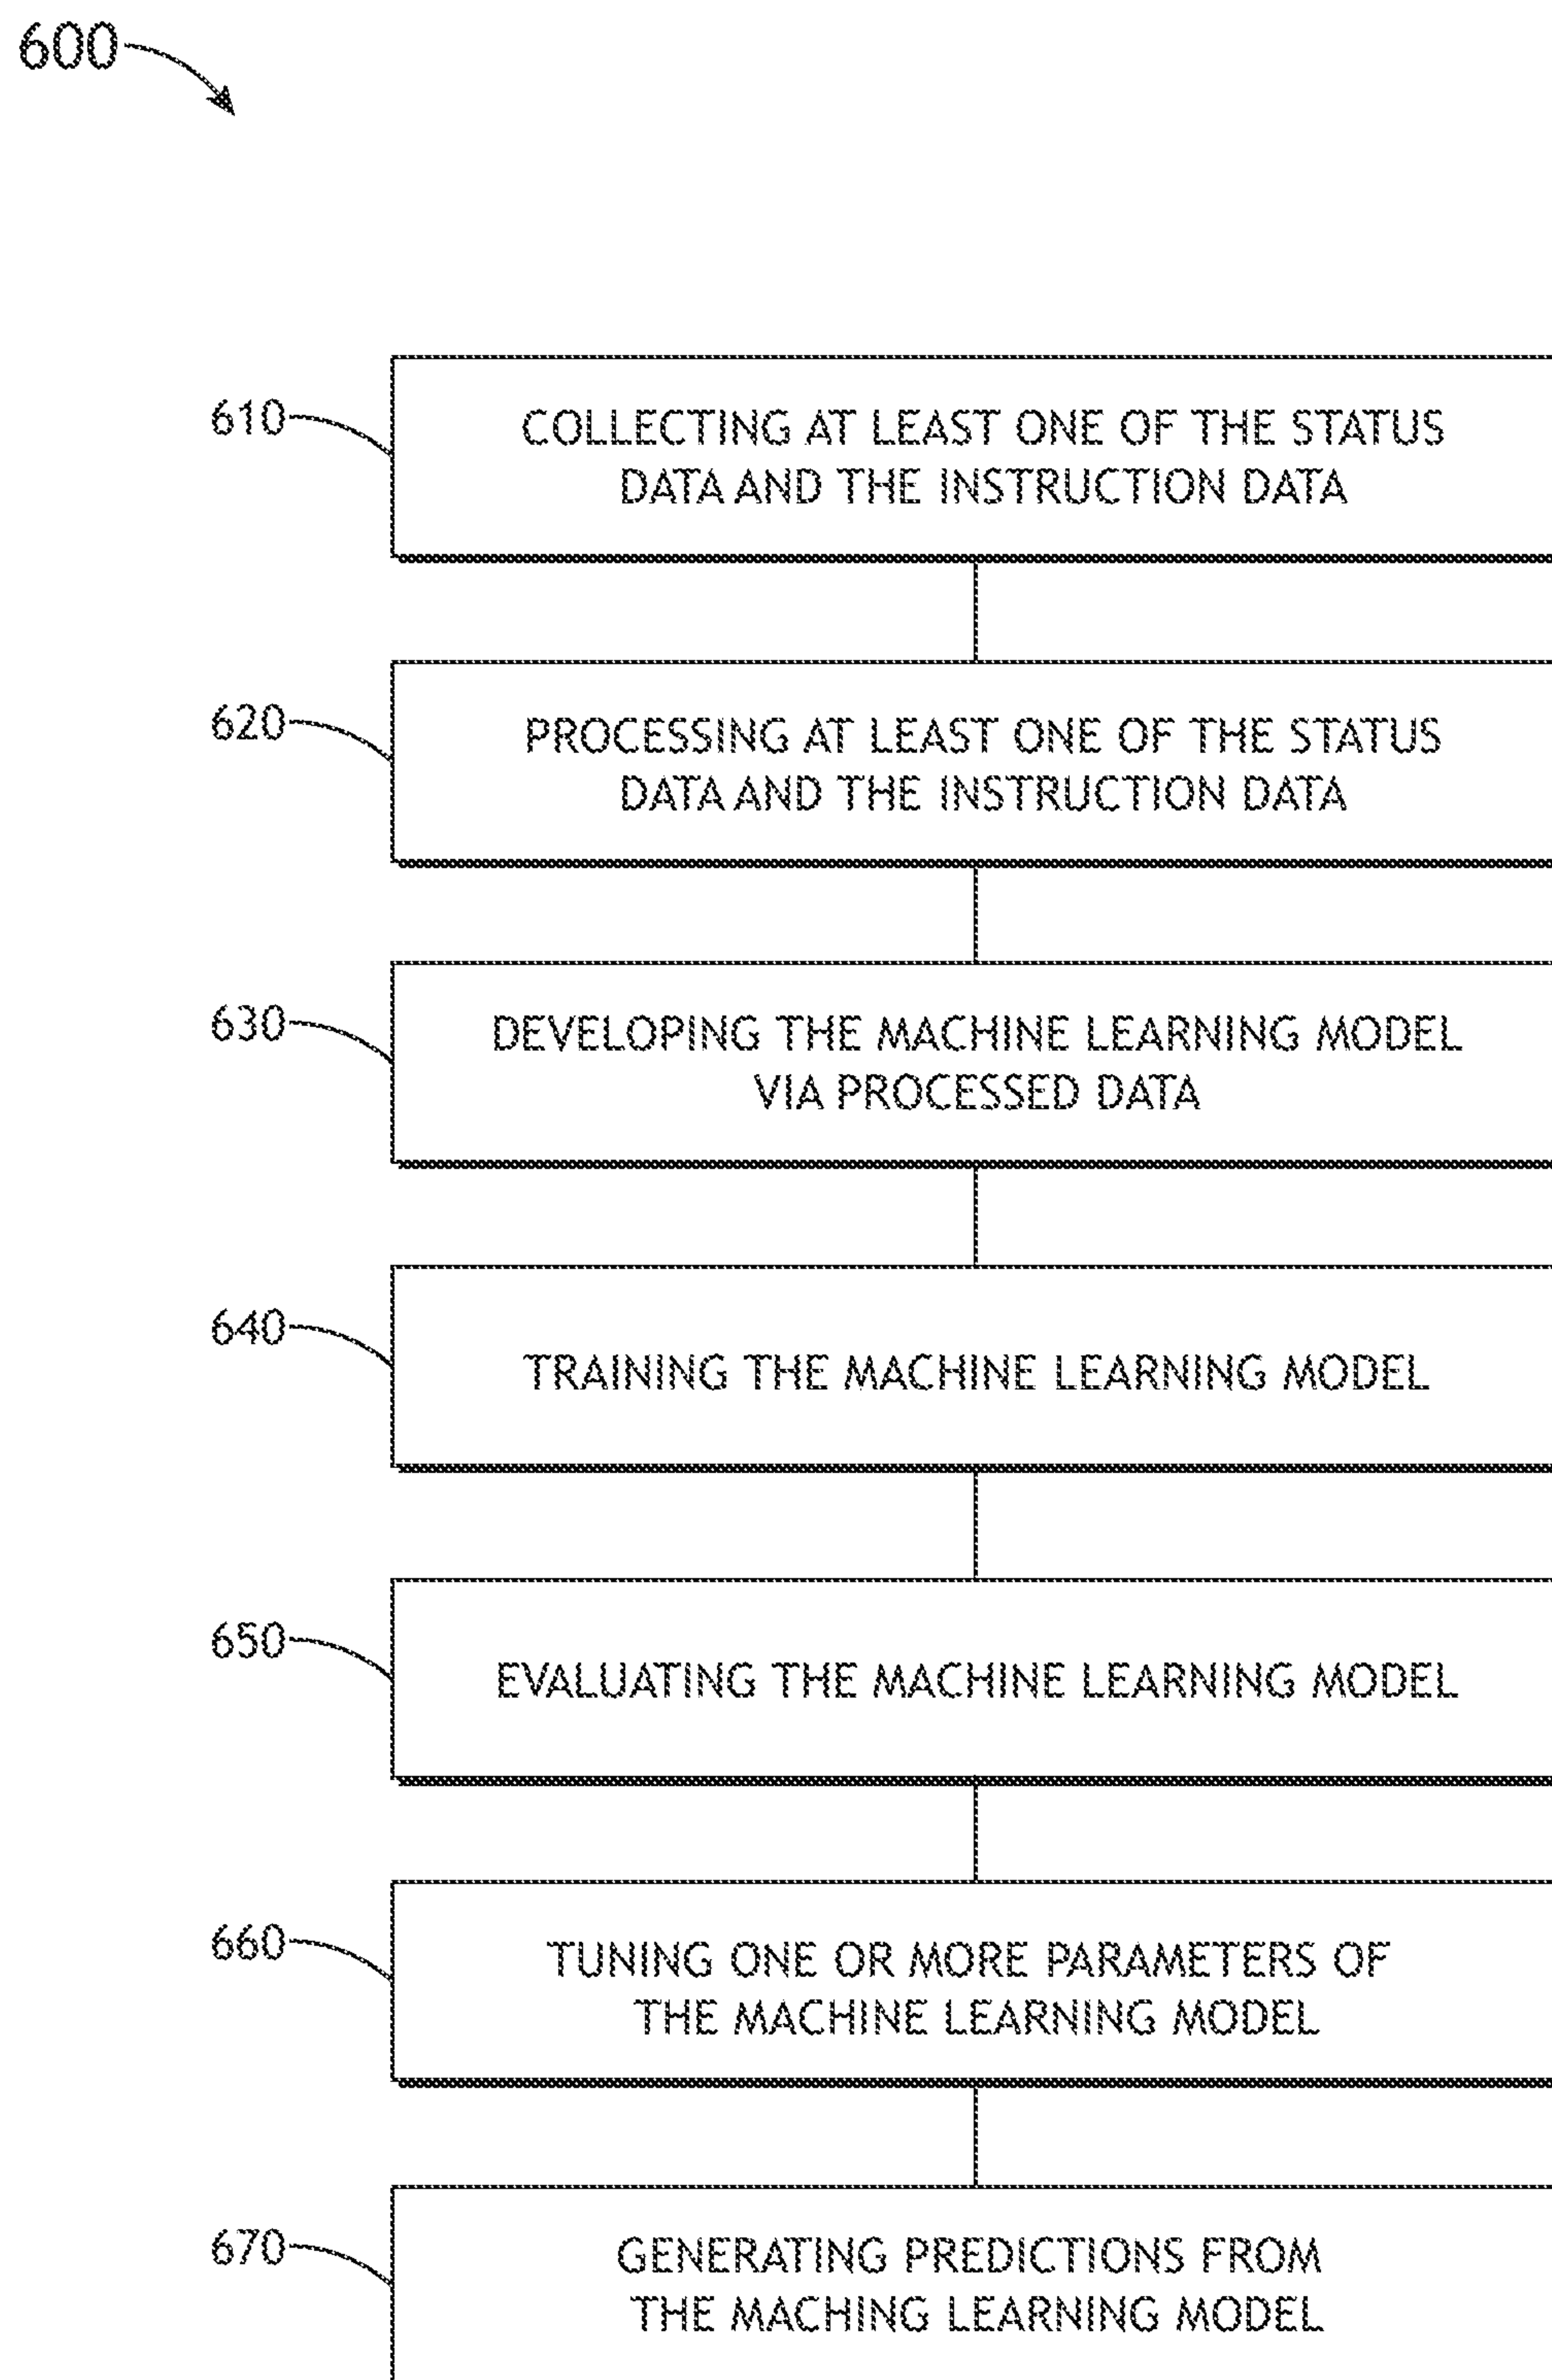 600
610
COLLECTING AT LEAST ONE OF THE STATUS
DATA AND THE INSTRUCTION DATA
620
PROCESSING AT LEAST ONE OF THE STATUS
DATA AND THE INSTRUCTION DATA
630
DEVELOPING THE MACHINE LEARNING MODEL
VIA PROCESSED DATA
640
TRAINING THE MACHINE LEARNING MODEL
650
EVALUATING THE MACHINE LEARNING MODEL
660
TUNING ONE OR MORE PARAMETERS OF
THE MACHINE LEARNING MODEL
670
GENERATING PREDICTIONS FROM
THE MACHING LEARNING MODEL